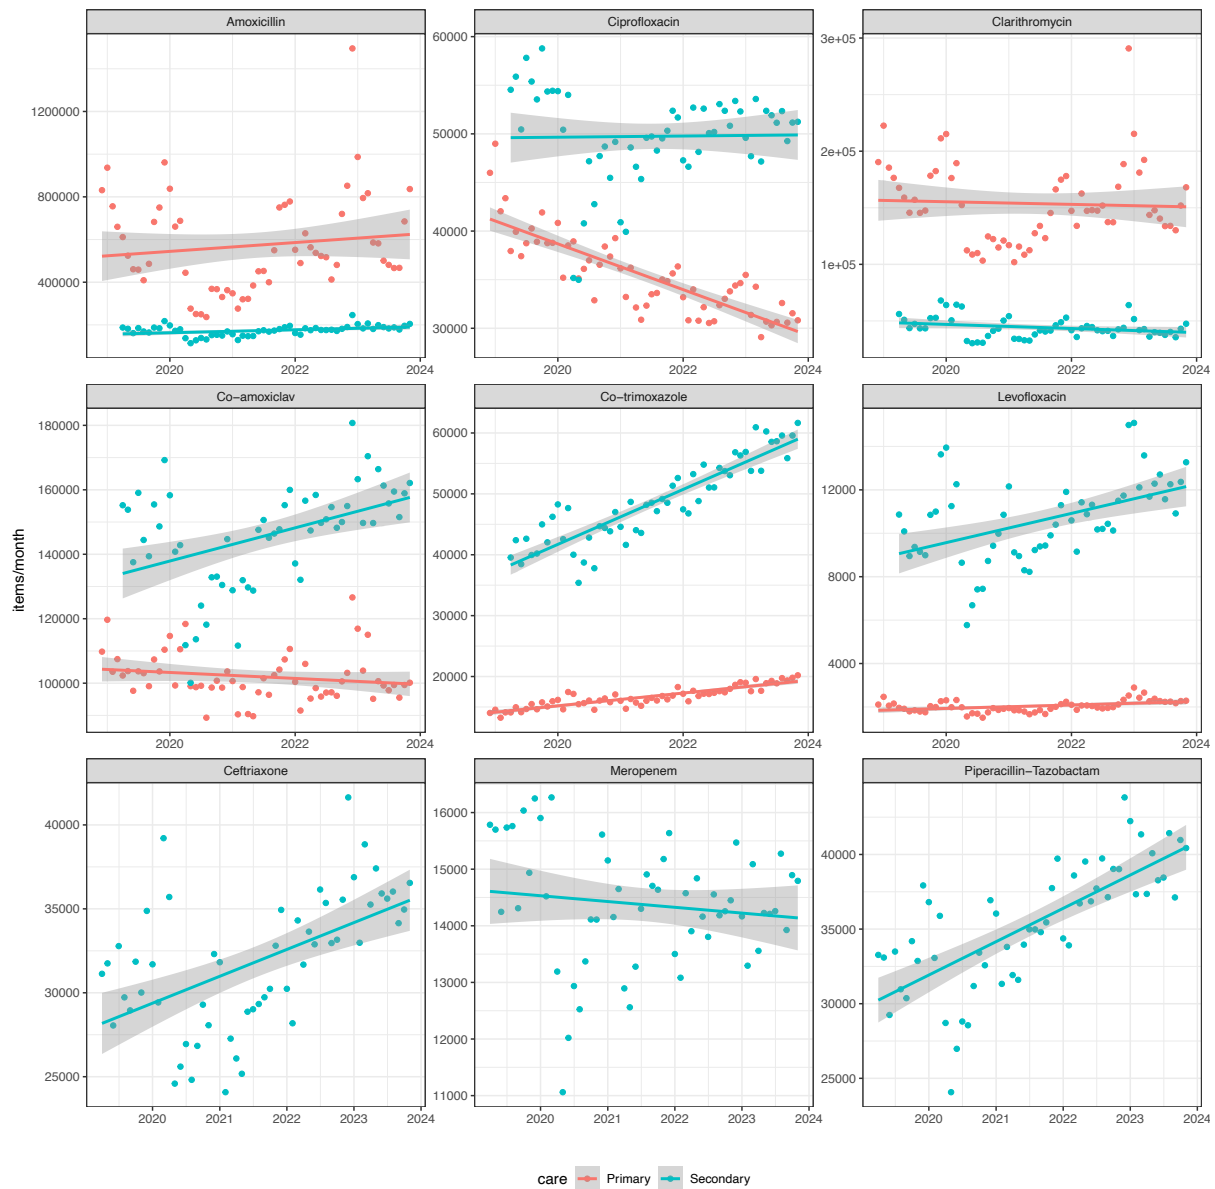 Amoxicillin
Ciprofloxacin
Clarithromycin
1200000
800000
400000
2020 2022 2024
60000
50000
40000
30000
2020 2022 2024
3e+05
2e+05
1e+05
2020 2022 2024
Co−amoxiclav
Co−trimoxazole
Levofloxacin
180000
160000
140000
120000
100000
2020 2022 2024
60000
50000
40000
30000
20000
2020 2022 2024
12000
8000
4000
2020 2022 2024
items/month
Ceftriaxone
Meropenem
Piperacillin−Tazobactam
40000
35000
30000
25000
2020 2021 2022 2023 2024
16000
15000
14000
13000
12000
11000
2020 2021 2022 2023 2024
40000
35000
30000
25000
2020 2021 2022 2023 2024
care Primary Secondary